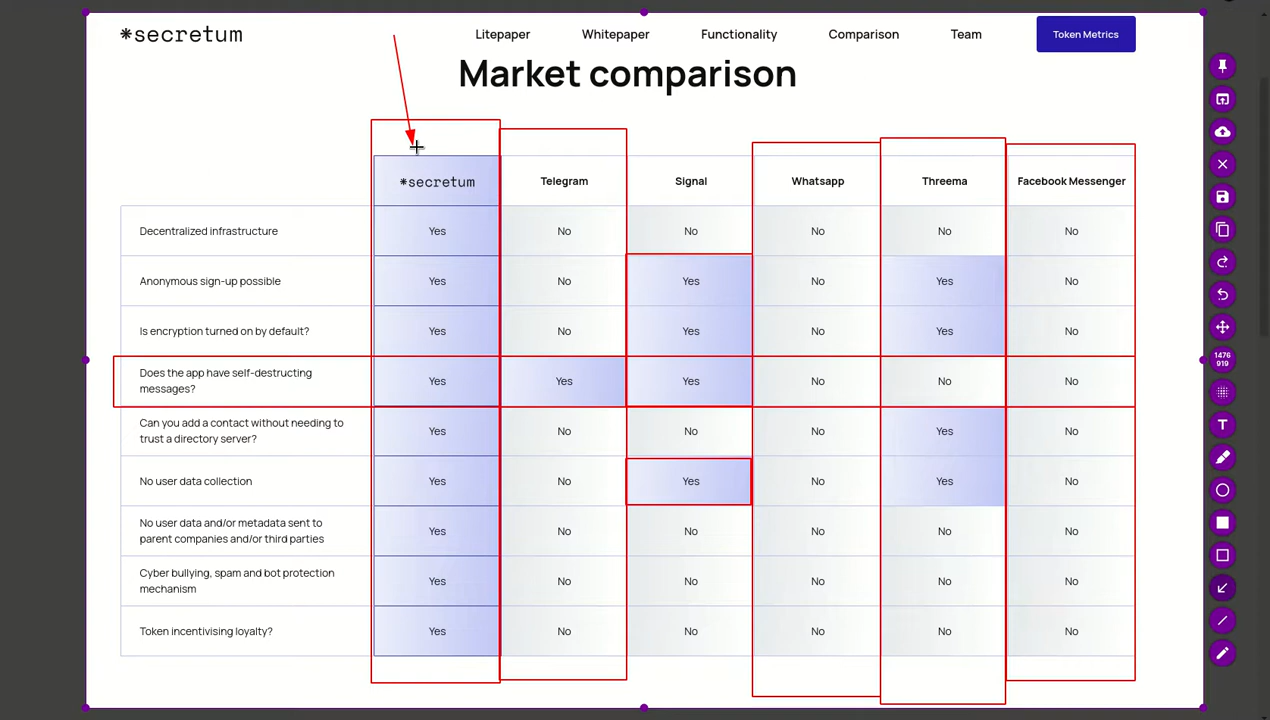 *secretum
Litepaper
Whitepaper
Functionality
Comparison
Team
Token Metrics
Market comparison
*secretum Telegram Signal Whatsapp Threema Facebook Messenger
Decentralized infrastructure Yes No No No No No
Anonymous sign-up possible Yes No Yes No Yes No
Is encryption turned on by default? Yes No Yes No Yes No
Does the app have self-destructing
messages? Yes Yes Yes No No No
Can you add a contact without needing to
trust a directory server? Yes No No No Yes No
No user data collection Yes No Yes No Yes No
No user data and/or metadata sent to
parent companies and/or third parties Yes No No No No No
Cyber bullying, spam and bot protection
mechanism Yes No No No No No
Token incentivising loyalty? Yes No No No No No
1476
919
T